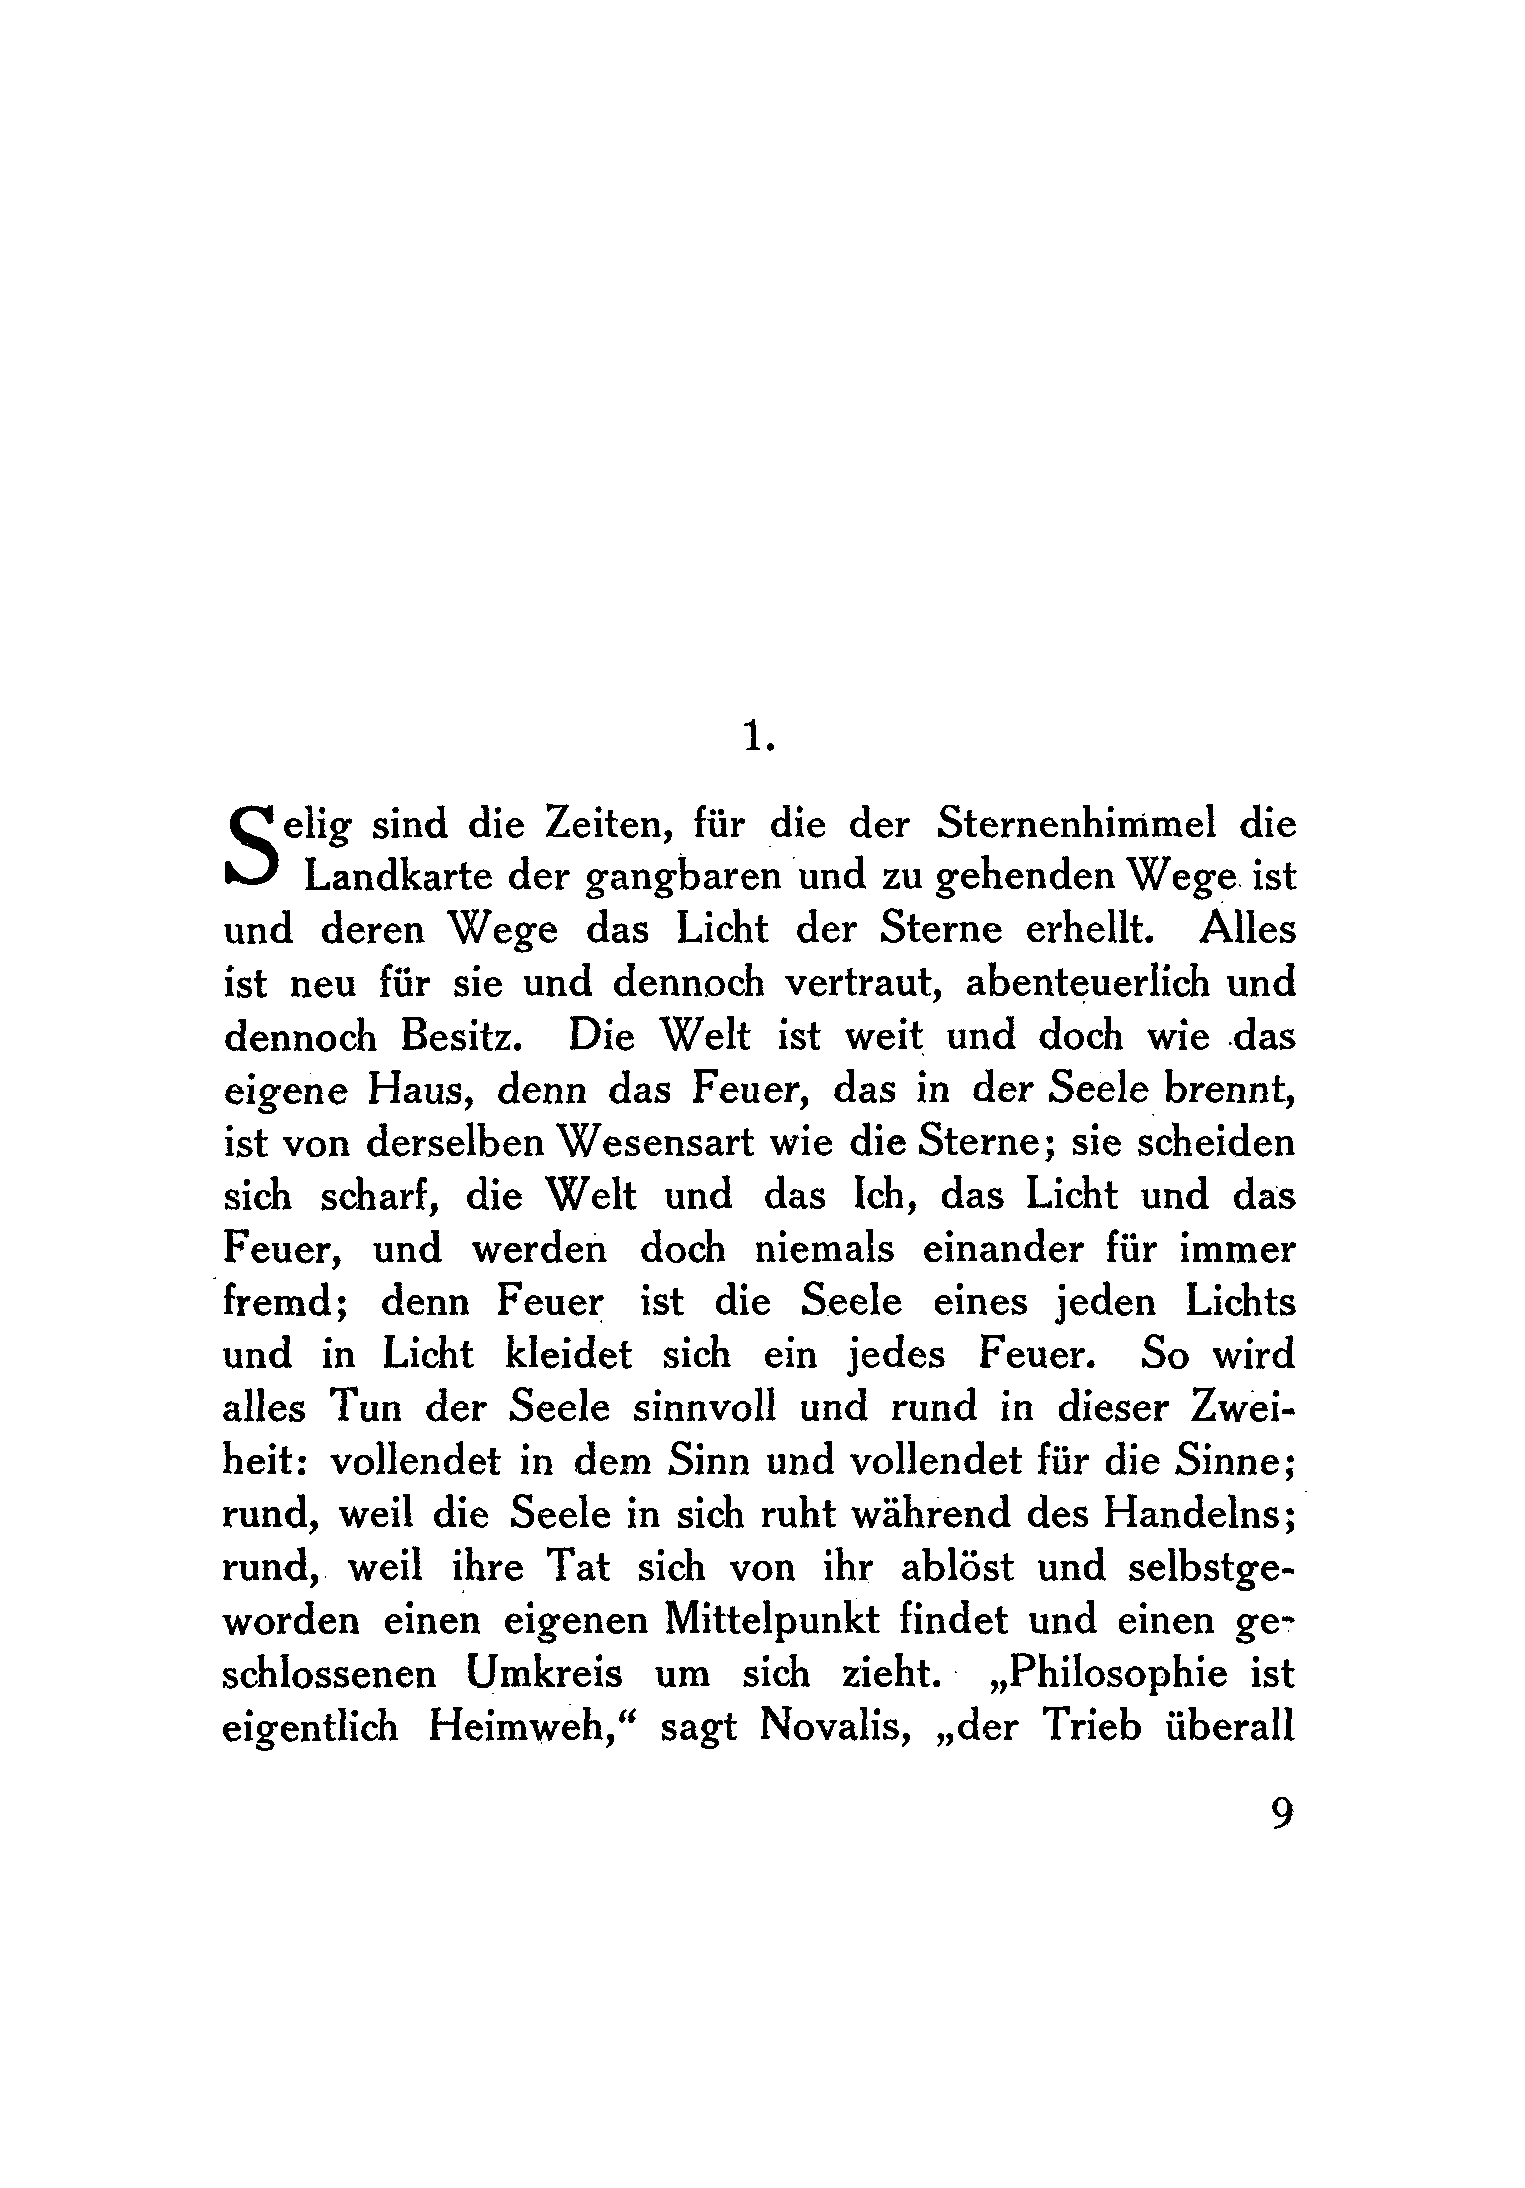 1.
Selig sind die Zeiten, für die der Sternenhimmel die
Landkarte der gangbaren und zu gehenden Wege ist
und deren Wege das Licht der Sterne erhellt. Alles
ist neu für sie und dennoch vertraut, abenteuerlich und
dennoch Besitz. Die Welt ist weit und doch wie das
eigene Haus, denn das Feuer, das in der Seele brennt,
ist von derselben Wesensart wie die Sterne; sie scheiden
sich scharf, die Welt und das Ich, das Licht und das
Feuer, und werden doch niemals einander für immer
fremd; denn Feuer ist die Seele eines jeden Lichts
und in Licht kleidet sich ein jedes Feuer. So wird
alles Tun der Seele sinnvoll und rund in dieser Zwei-
heit: vollendet in dem Sinn und vollendet für die Sinne;
rund, weil die Seele in sich ruht während des Handelns;
rund, weil ihre Tat sich von ihr ablöst und selbstge-
worden einen eigenen Mittelpunkt findet und einen ge-
schlossenen Umkreis um sich zieht. „Philosophie ist
eigentlich Heimweh,“ sagt Novalis, „der Trieb überall
9